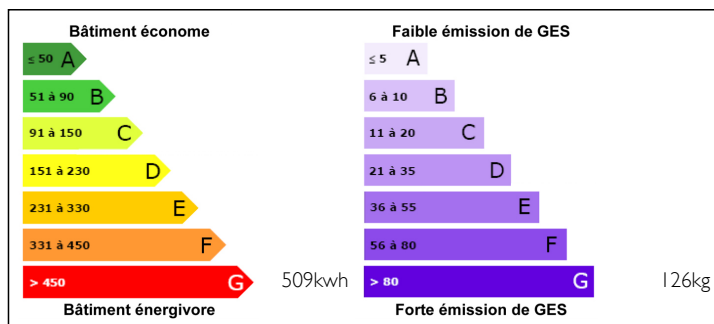 Bâtiment économe
≤ 50 A
51 à 90 B
91 à 150 C
151 à 230 D
231 à 330 E
331 à 450 F
> 450 G 509kwh
Bâtiment énergivore
Faible émission de GES
≤ 5 A
6 à 10 B
11 à 20 C
21 à 35 D
36 à 55 E
56 à 80 F
> 80 G 126kg
Forte émission de GES